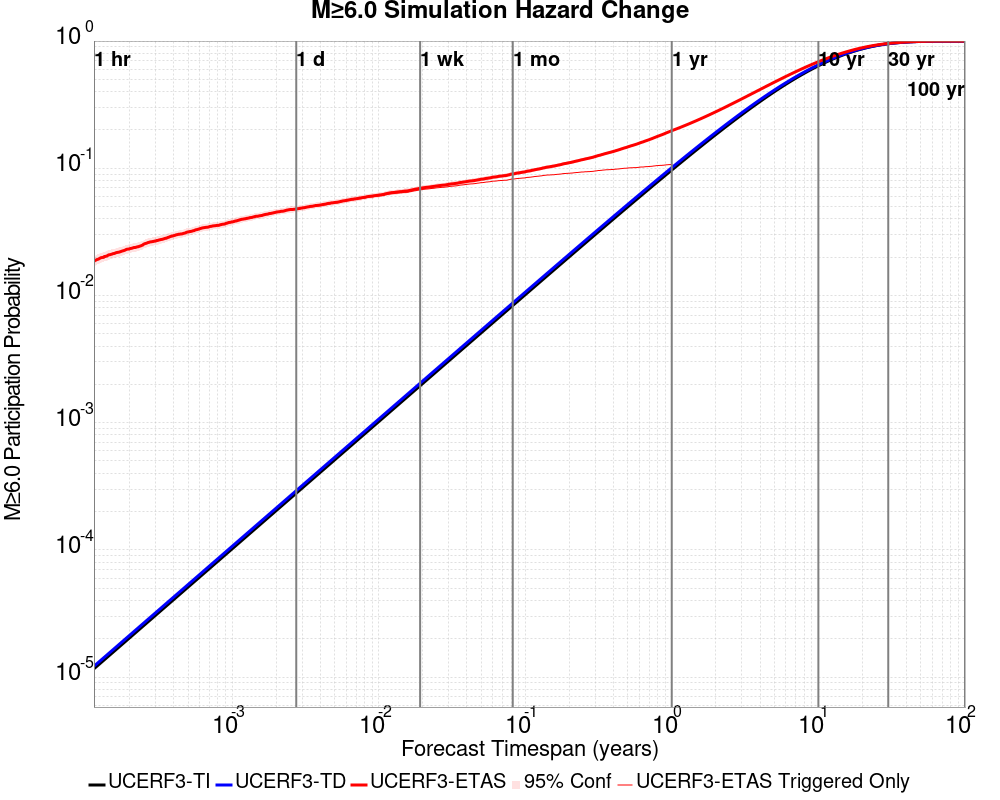 M≥6.0 Simulation Hazard Change
M≥6.0 Participation Probability
10^0
10^-1
10^-2
10^-3
10^-4
10^-5
1 hr
1 d
1 wk
1 mo
1 yr
10 yr
30 yr
100 yr
10^-3
10^-2
10^-1
10^0
10^1
10^2
Forecast Timespan (years)
UCERF3-TI UCERF3-TD UCERF3-ETAS 95% Conf UCERF3-ETAS Triggered Only